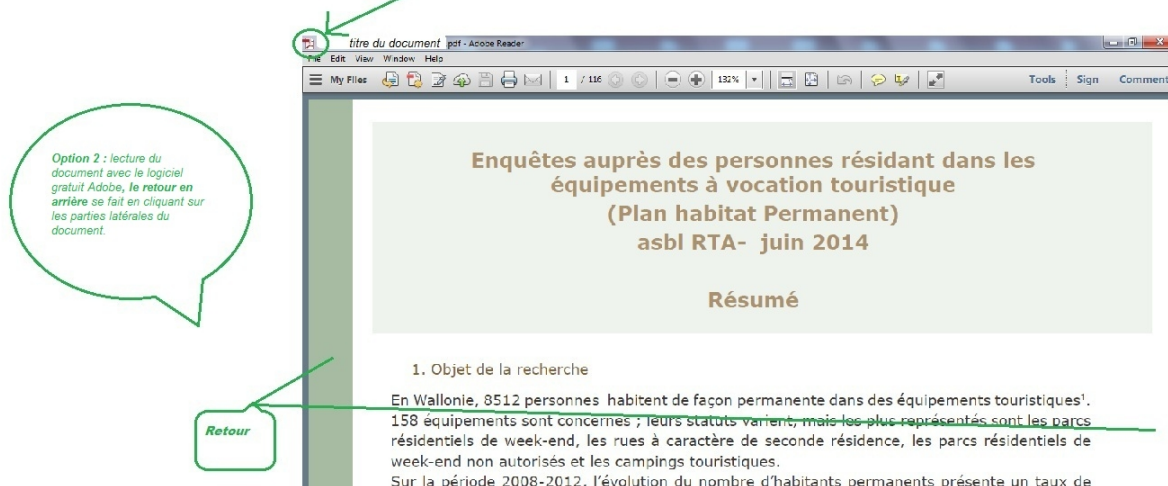 titre du document pdf - Adobe Reader
File Edit View Window Help
My Files 1 / 116 132% Tools Sign Comment
Option 2 : lecture du
document avec le logiciel
gratuit Adobe, le retour en
arrière se fait en cliquant sur
les parties latérales du
document.
Enquêtes auprès des personnes résidant dans les
équipements à vocation touristique
(Plan habitat Permanent)
asbl RTA- juin 2014
Résumé
1. Objet de la recherche
En Wallonie, 8512 personnes habitent de façon permanente dans des équipements touristiques¹.
158 équipements sont concernés ; leurs statuts varient, mais les plus représentés sont les parcs
résidentiels de week-end, les rues à caractère de seconde résidence, les parcs résidentiels de
week-end non autorisés et les campings touristiques.
Sur la période 2008-2012, l'évolution du nombre d'habitants permanents présente un taux de
Retour